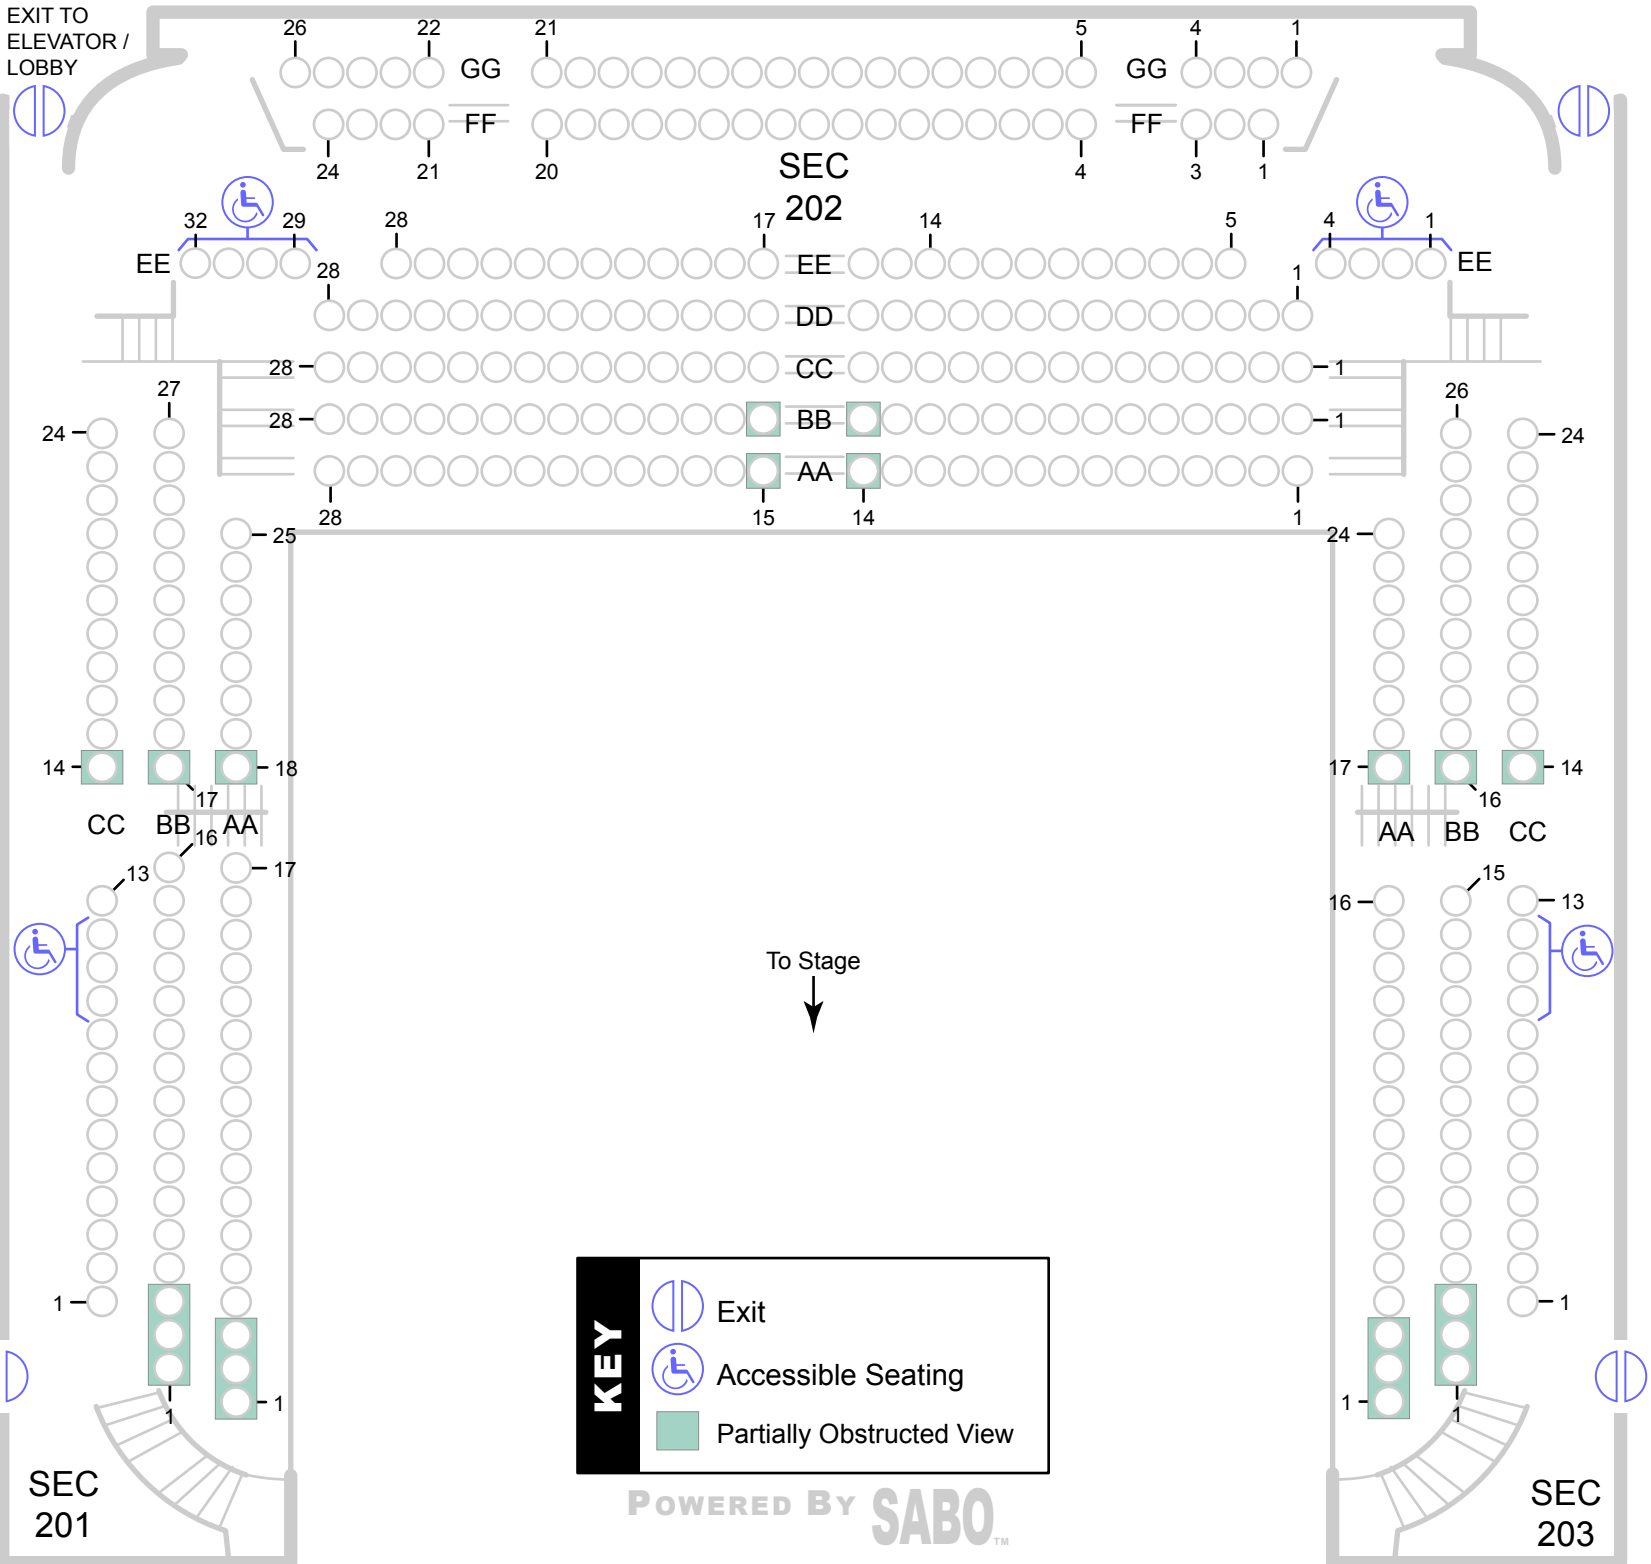 EXIT TO
ELEVATOR /
LOBBY
26 22 21 5 4 1
GG GG
FF FF
24 21 20 4 3 1
SEC
202
32 29 28 17 14 5 4 1
EE EE EE
28 1
DD
28 CC 1
28 BB 1
AA
28 15 14 1
24 27 25
14 17 18
CC BB AA
13 16 17
1 1 1
SEC
201
24 26 24
17 16 14
AA BB CC
16 15 13
1 1 1
SEC
203
To Stage
KEY
Exit
Accessible Seating
Partially Obstructed View
POWERED BY SABO TM